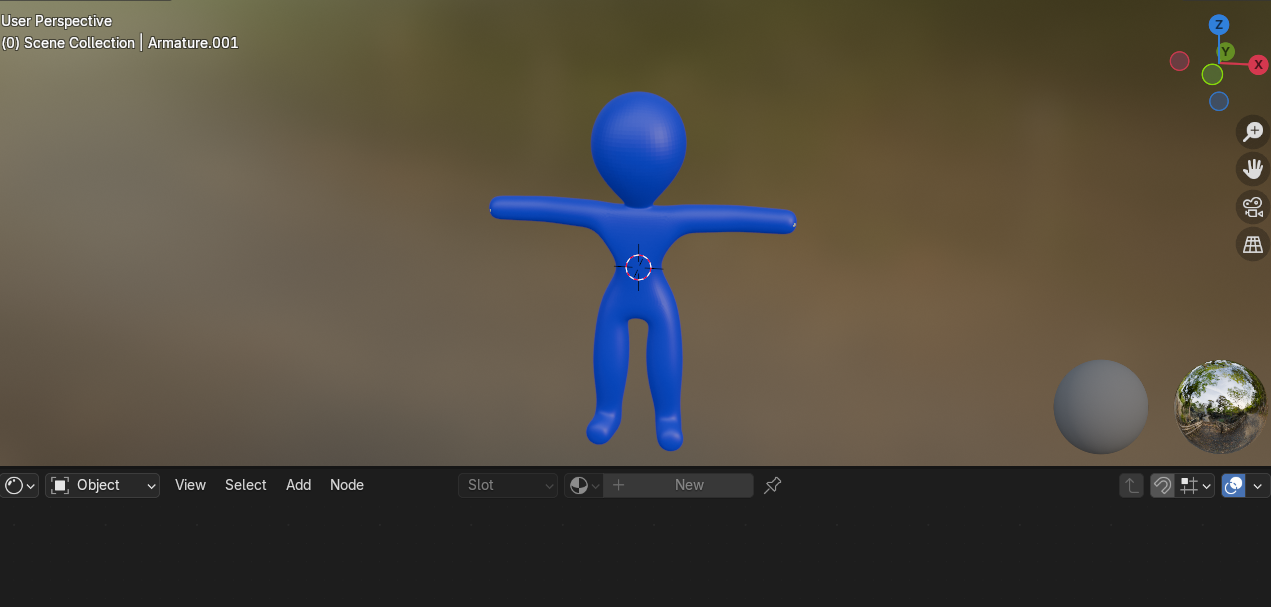 User Perspective
(0) Scene Collection | Armature.001
Z
Y
X
Object View Select Add Node Slot New